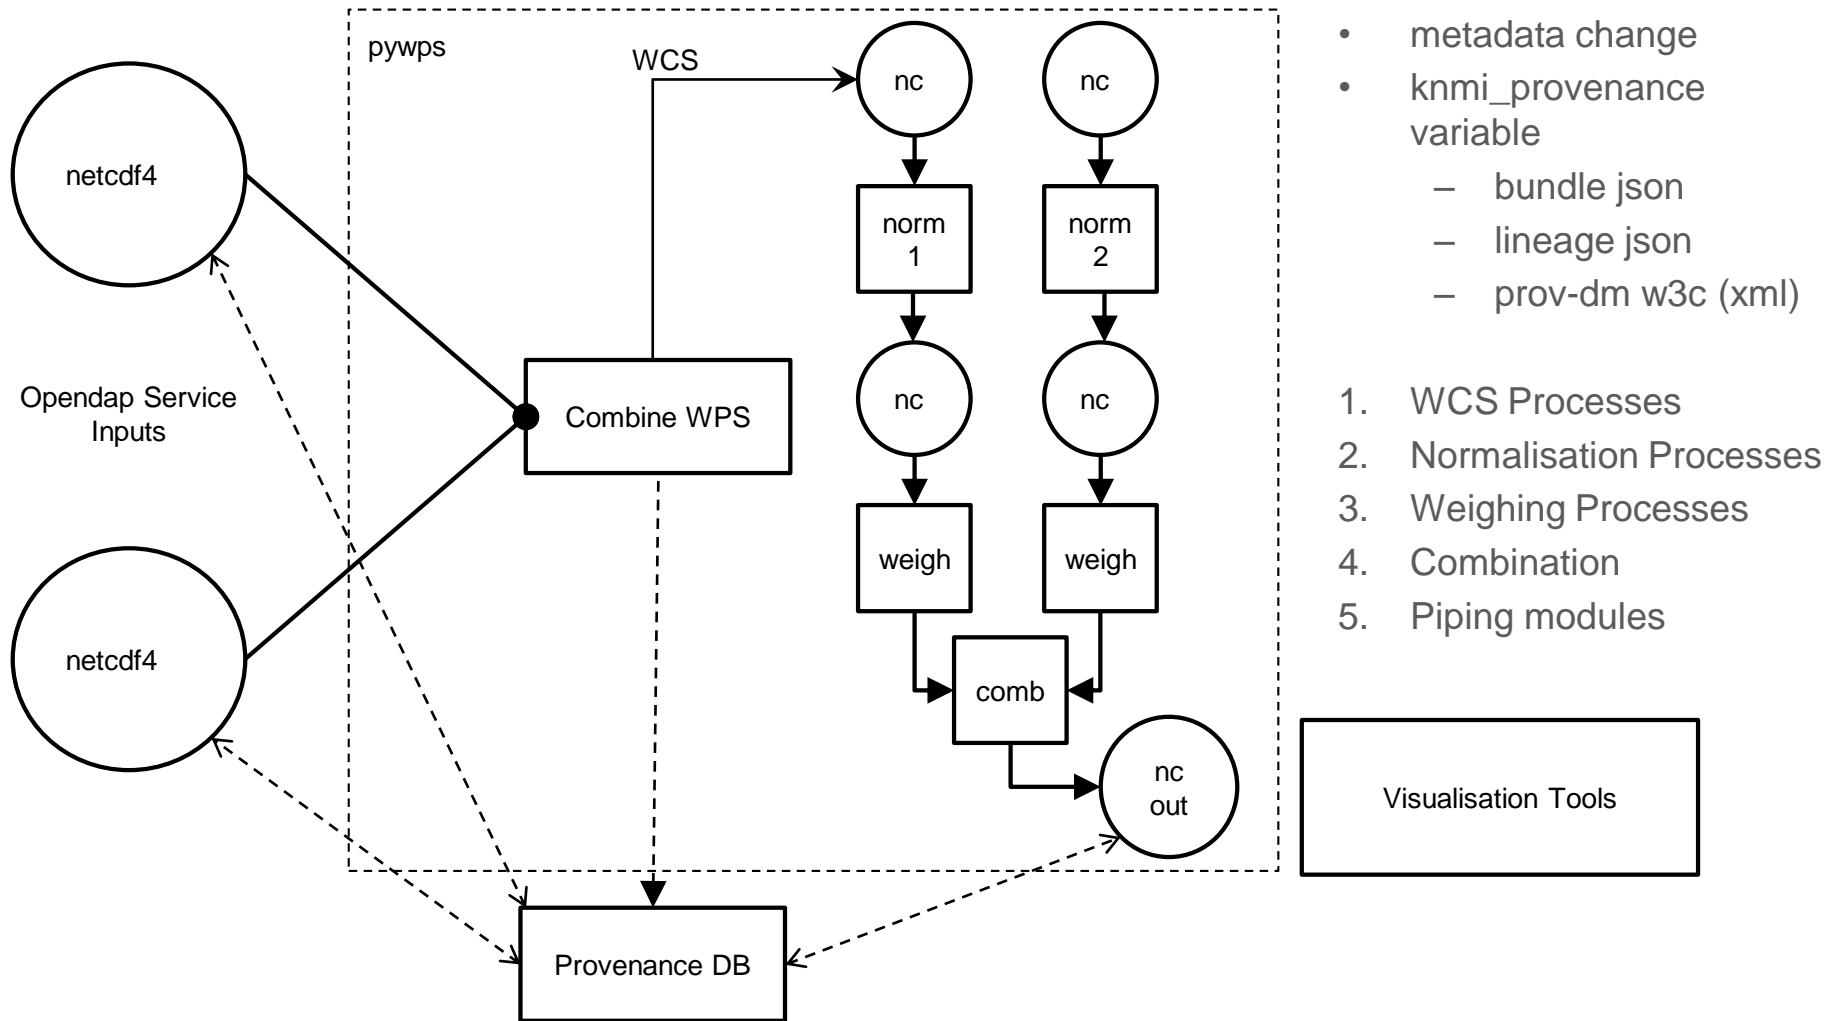 pywps
WCS
nc
nc
netcdf4
norm
1
norm
2
Opendap Service
Inputs
Combine WPS
nc
nc
weigh
weigh
netcdf4
comb
nc
out
Provenance DB
• metadata change
• knmi_provenance
variable
– bundle json
– lineage json
– prov-dm w3c (xml)
1. WCS Processes
2. Normalisation Processes
3. Weighing Processes
4. Combination
5. Piping modules
Visualisation Tools